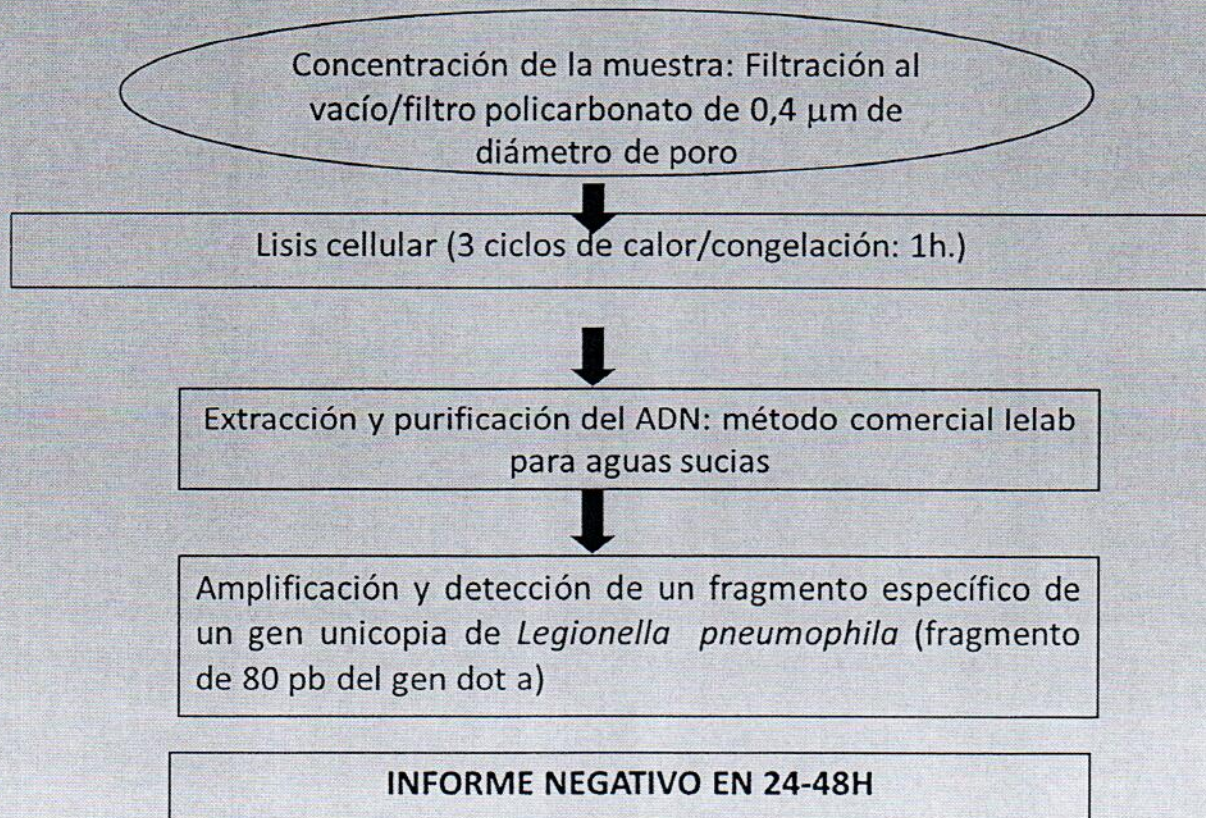 Concentración de la muestra: Filtración al
vacío/filtro policarbonato de 0,4 μm de
diámetro de poro
Lisis cellular (3 ciclos de calor/congelación: 1h.)
Extracción y purificación del ADN: método comercial Ielab
para aguas sucias
Amplificación y detección de un fragmento específico de
un gen unicopia de Legionella pneumophila (fragmento
de 80 pb del gen dot a)
INFORME NEGATIVO EN 24-48H